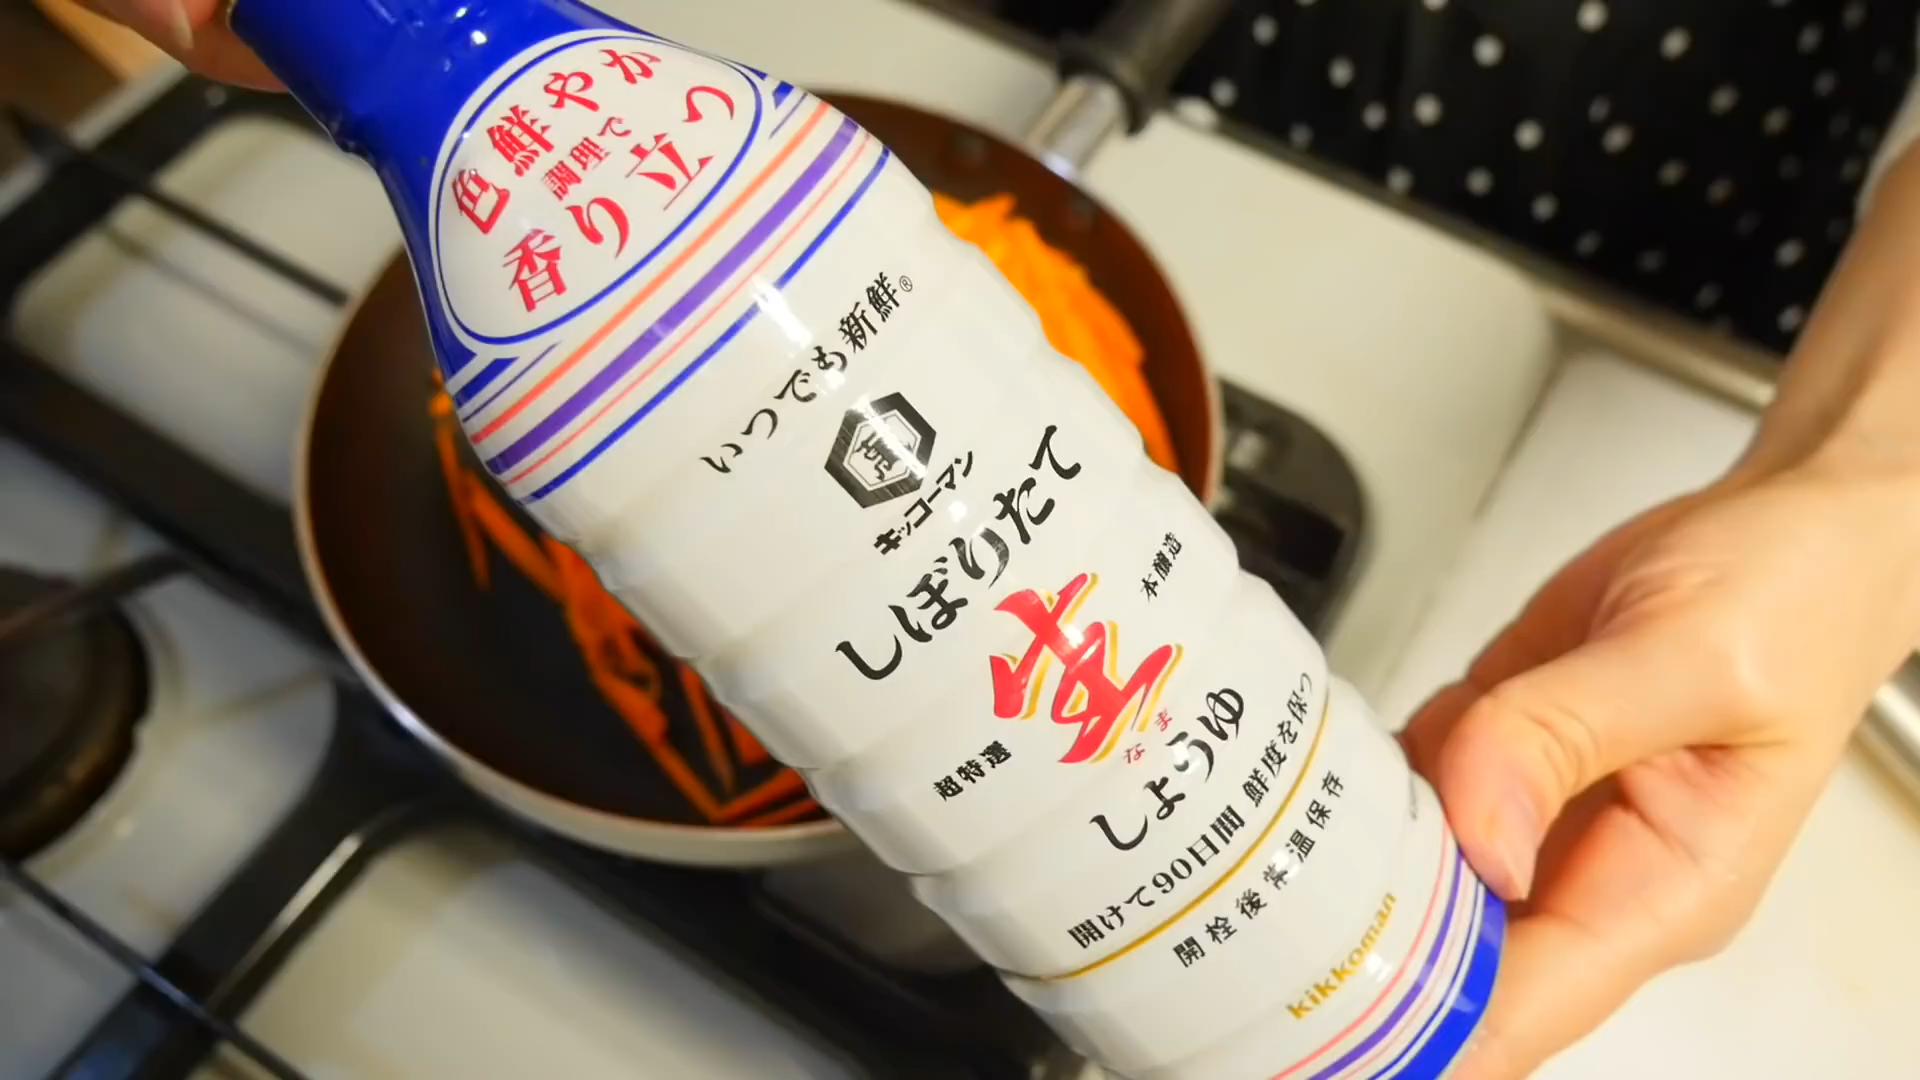 色鮮やか
調理で
香り立つ
いつでも新鮮®
キッコーマン
しぼりたて
生
なま
しょうゆ
本醸造
超特選
開けて90日間 鮮度を保つ
開栓後常温保存
kikkoman